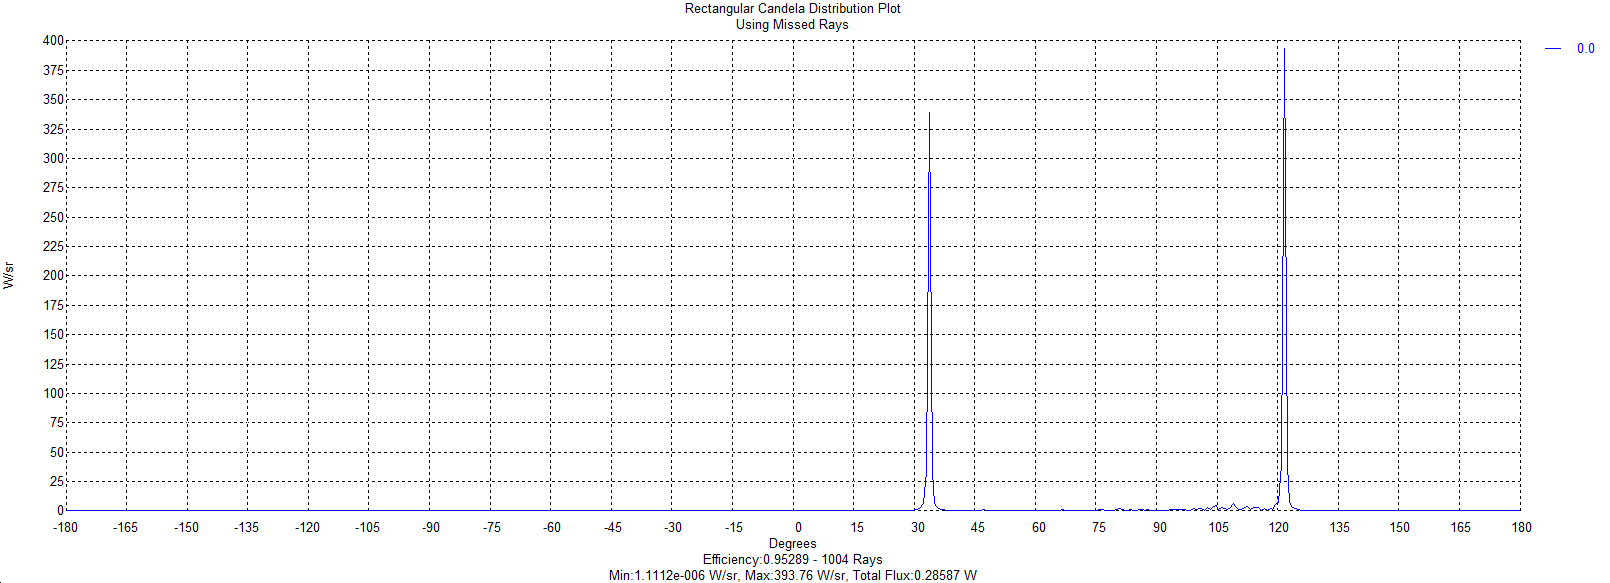 Rectangular Candela Distribution Plot
Using Missed Rays
400
375
350
325
300
275
250
225
200
175
150
125
100
75
50
25
0
W/sr
0.0
-180 -165 -150 -135 -120 -105 -90 -75 -60 -45 -30 -15 0 15 30 45 60 75 90 105 120 135 150 165 180
Degrees
Efficiency:0.95289 - 1004 Rays
Min:1.1112e-006 W/sr, Max:393.76 W/sr, Total Flux:0.28587 W